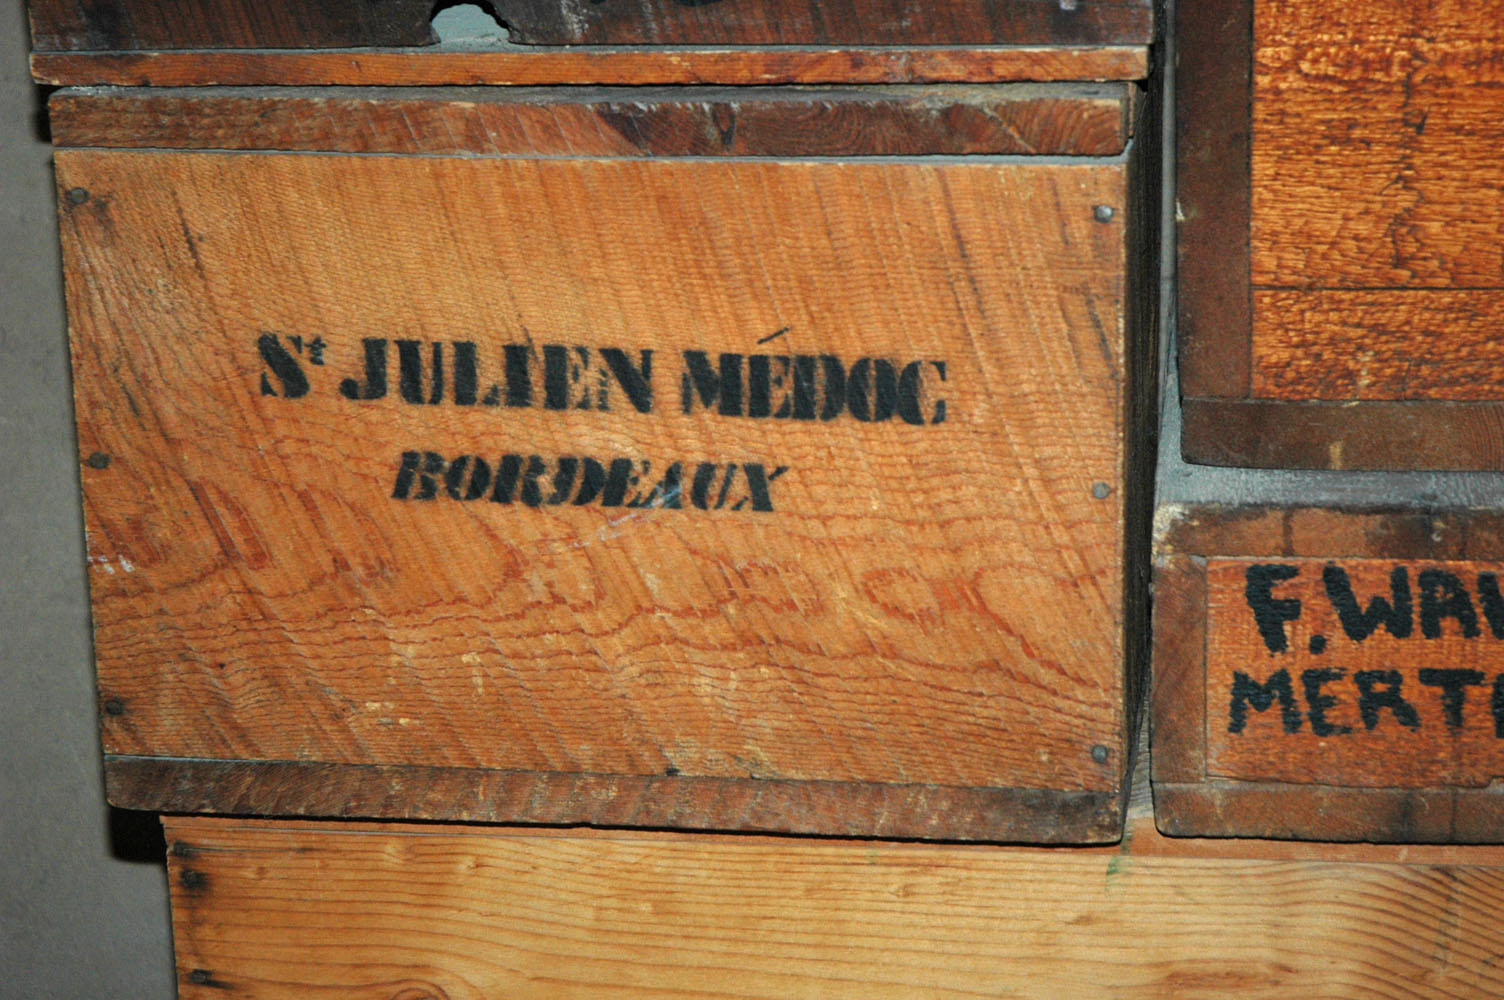 St JULIEN MÉDOC
BORDEAUX
F.